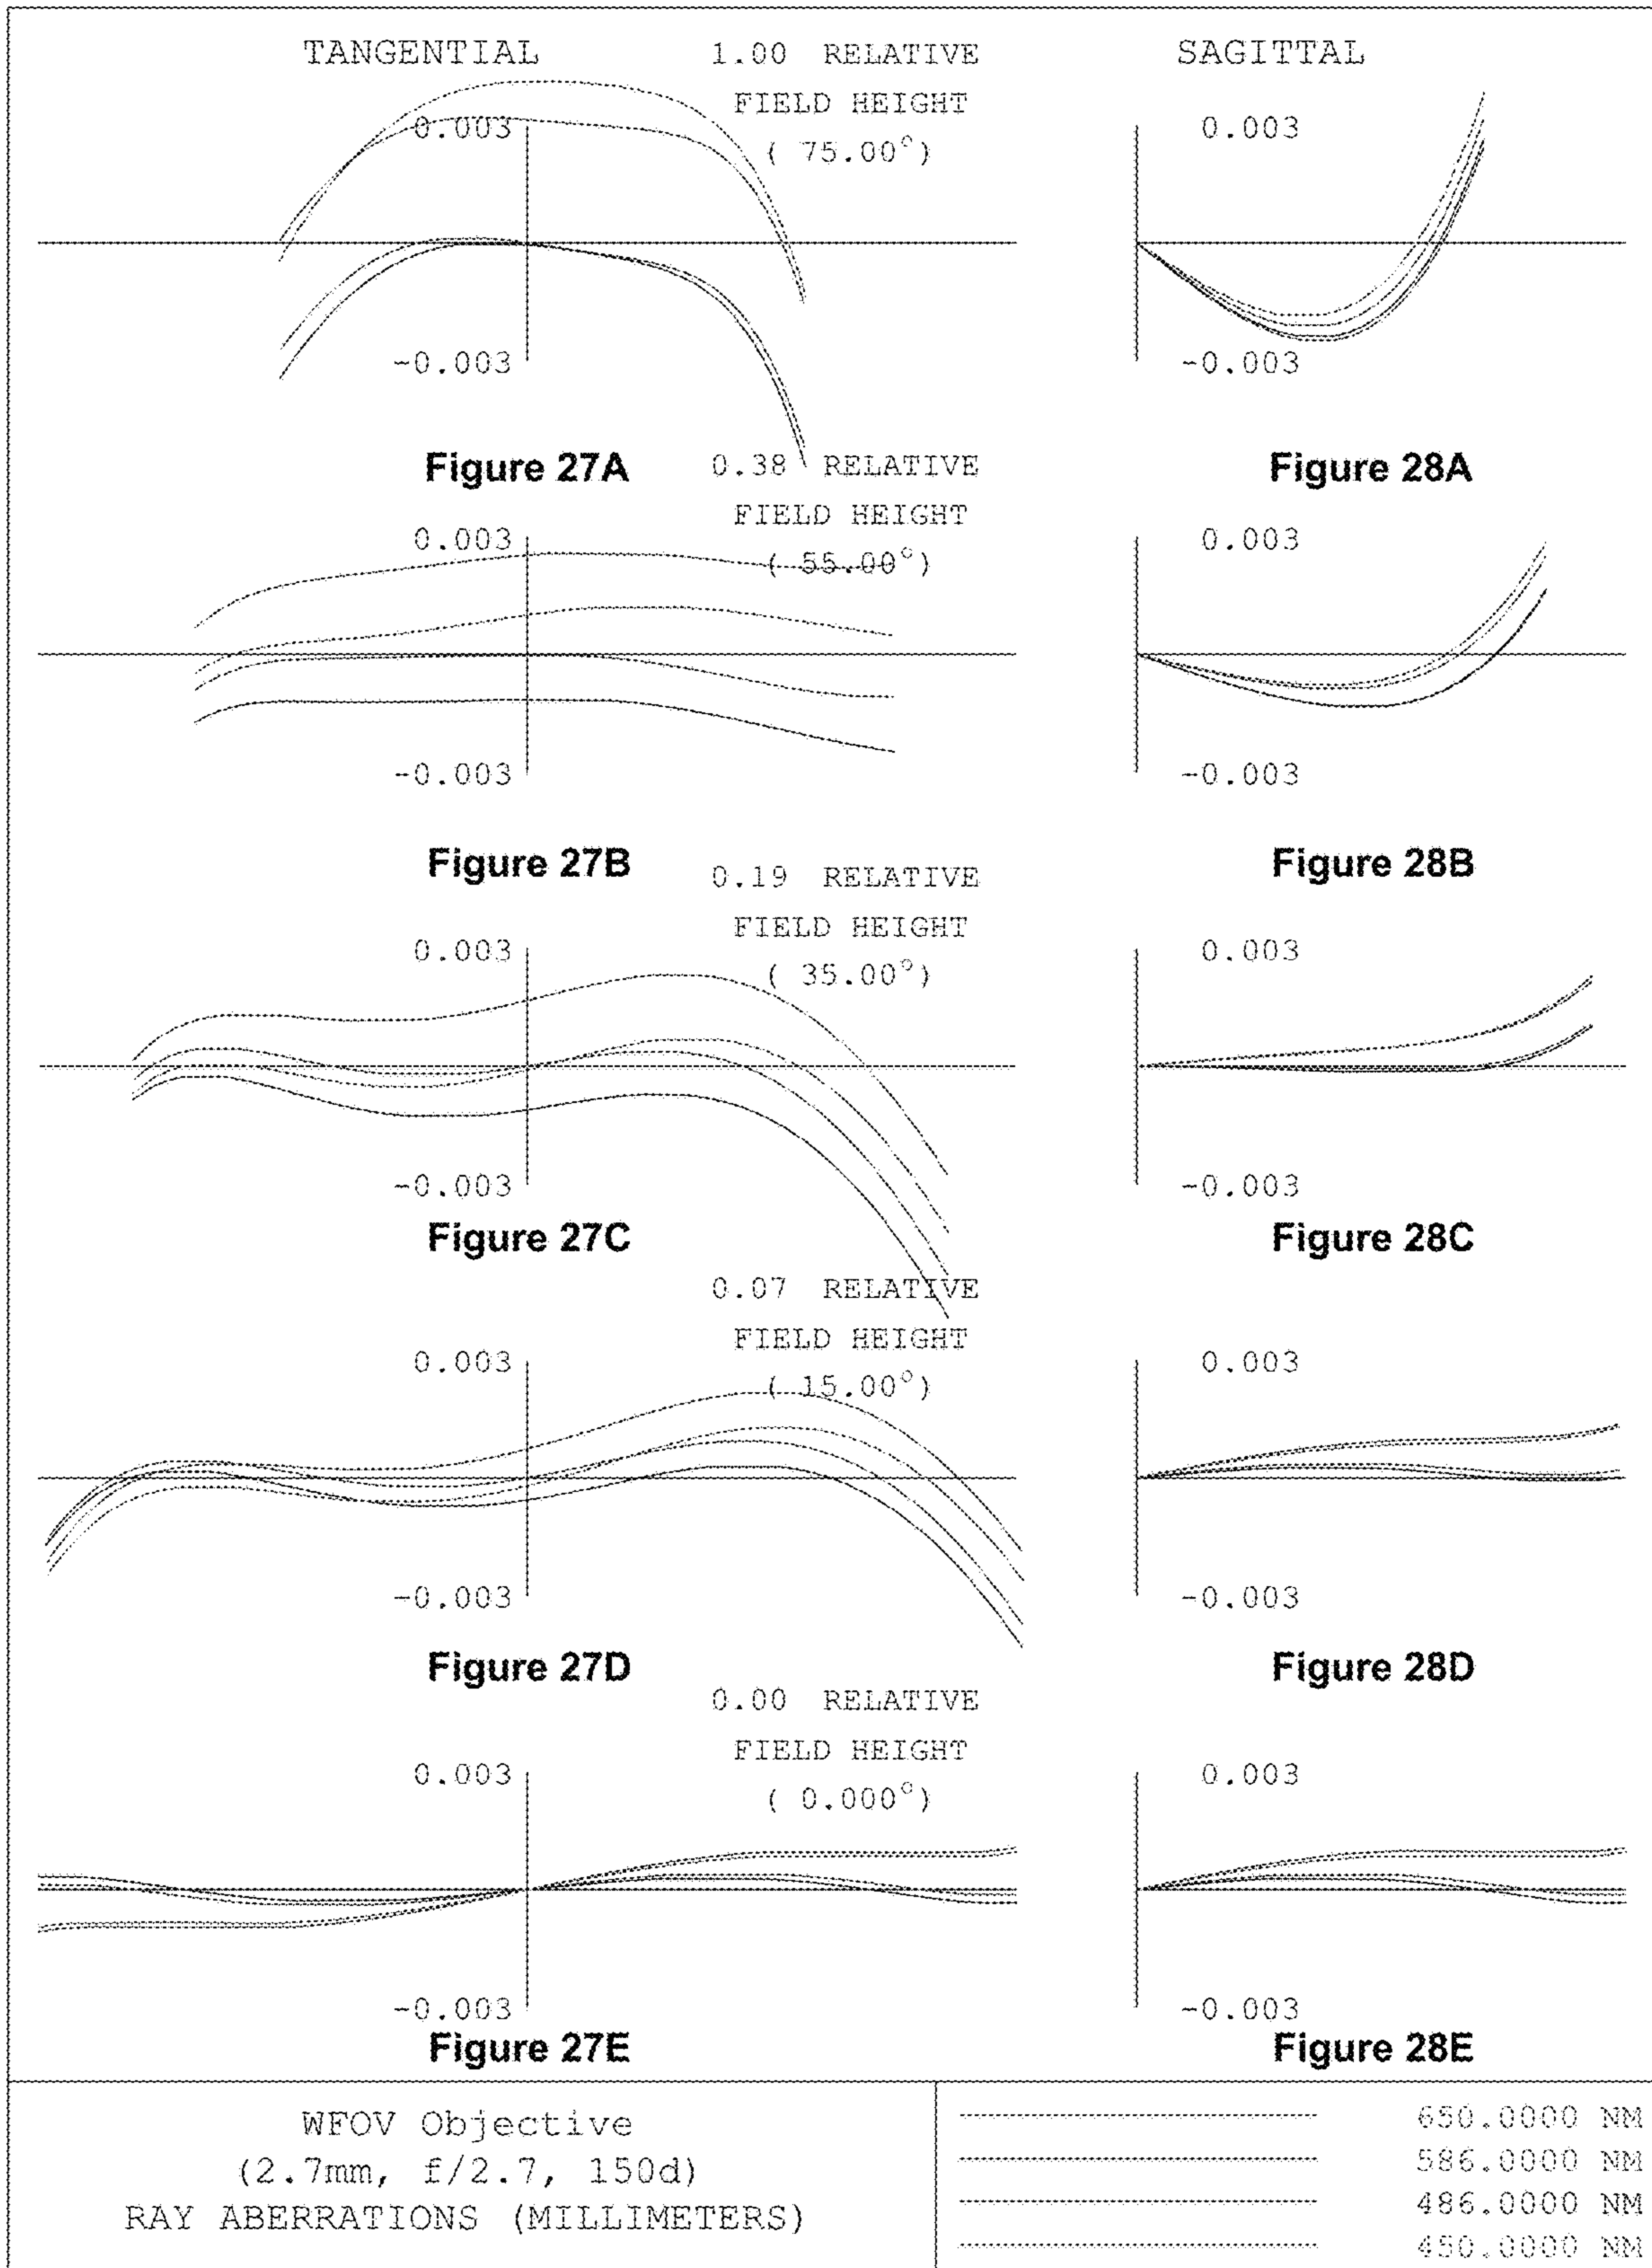 TANGENTIAL 1.00 RELATIVE SAGITTAL
FIELD HEIGHT
0.003 0.003
( 75.00°)
-0.003 -0.003
Figure 27A 0.38 RELATIVE Figure 28A
FIELD HEIGHT
0.003 0.003
( 55.00°)
-0.003 -0.003
Figure 27B 0.19 RELATIVE Figure 28B
FIELD HEIGHT
0.003 0.003
( 35.00°)
-0.003 -0.003
Figure 27C Figure 28C
0.07 RELATIVE
FIELD HEIGHT
0.003 0.003
( 15.00°)
-0.003 -0.003
Figure 27D Figure 28D
0.00 RELATIVE
FIELD HEIGHT
0.003 0.003
( 0.000°)
-0.003 -0.003
Figure 27E Figure 28E
WFOV Objective
(2.7mm, f/2.7, 150d)
RAY ABERRATIONS (MILLIMETERS)
650.0000 NM
586.0000 NM
486.0000 NM
450.0000 NM